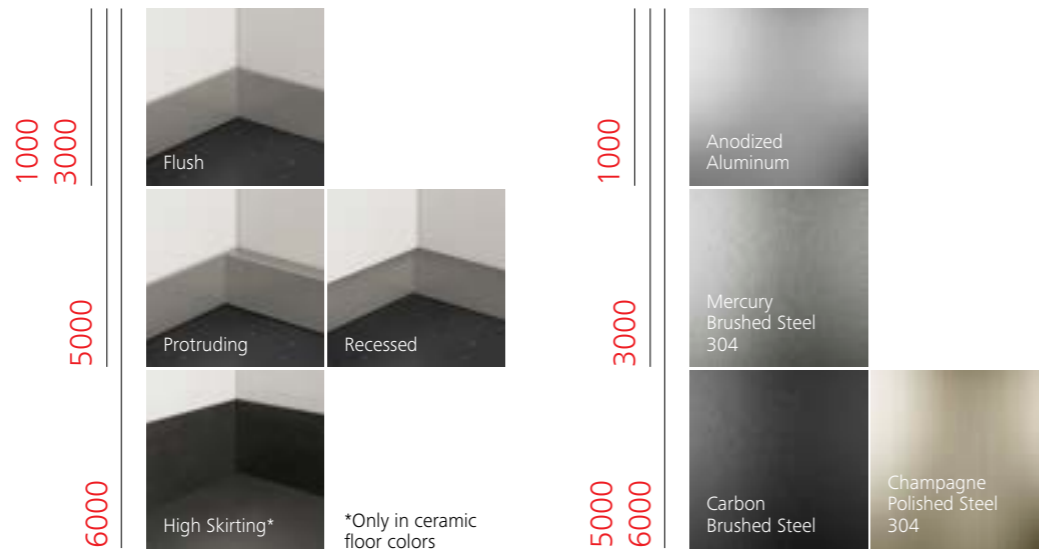 1000
3000
Flush
5000
Protruding
Recessed
6000
High Skirting*
*Only in ceramic
floor colors
1000
Anodized
Aluminum
3000
Mercury
Brushed Steel
304
5000
6000
Carbon
Brushed Steel
Champagne
Polished Steel
304